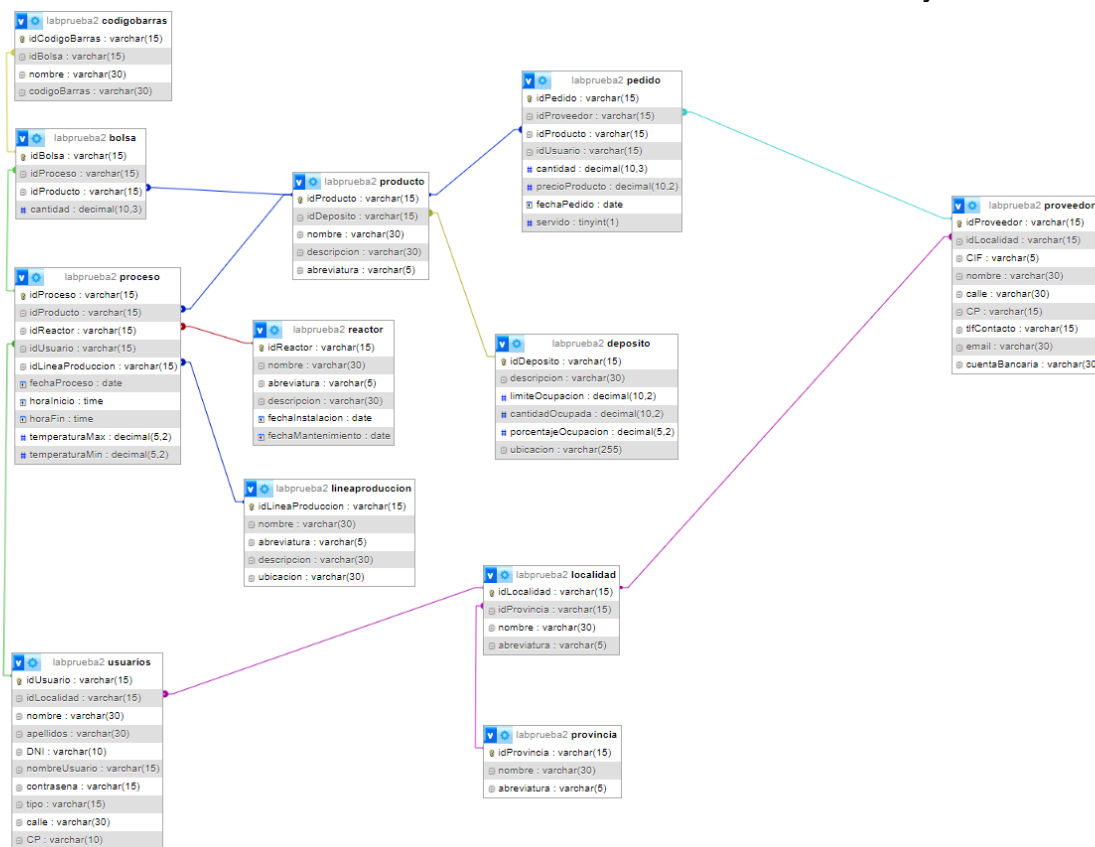 labprueba2 codigobarras
idCodigoBarras : varchar(15)
idBolsa : varchar(15)
nombre : varchar(30)
codigoBarras : varchar(30)
labprueba2 bolsa
idBolsa : varchar(15)
idProceso : varchar(15)
idProducto : varchar(15)
cantidad : decimal(10,3)
labprueba2 proceso
idProceso : varchar(15)
idProducto : varchar(15)
idReactor : varchar(15)
idUsuario : varchar(15)
idLineaProduccion : varchar(15)
fechaProceso : date
horaInicio : time
horaFin : time
temperaturaMax : decimal(5,2)
temperaturaMin : decimal(5,2)
labprueba2 usuarios
idUsuario : varchar(15)
idLocalidad : varchar(15)
nombre : varchar(30)
apellidos : varchar(30)
DNI : varchar(10)
nombreUsuario : varchar(15)
contrasena : varchar(15)
tipo : varchar(15)
calle : varchar(30)
CP : varchar(10)
labprueba2 producto
idProducto : varchar(15)
idDeposito : varchar(15)
nombre : varchar(30)
descripcion : varchar(30)
abreviatura : varchar(5)
labprueba2 reactor
idReactor : varchar(15)
nombre : varchar(30)
abreviatura : varchar(5)
descripcion : varchar(30)
fechaInstalacion : date
fechaMantenimiento : date
labprueba2 lineaproduccion
idLineaProduccion : varchar(15)
nombre : varchar(30)
abreviatura : varchar(5)
descripcion : varchar(30)
ubicacion : varchar(30)
labprueba2 pedido
idPedido : varchar(15)
idProveedor : varchar(15)
idProducto : varchar(15)
idUsuario : varchar(15)
cantidad : decimal(10,3)
precioProducto : decimal(10,2)
fechaPedido : date
servido : tinyint(1)
labprueba2 deposito
idDeposito : varchar(15)
descripcion : varchar(30)
limiteOcupacion : decimal(10,2)
cantidadOcupada : decimal(10,2)
porcentajeOcupacion : decimal(5,2)
ubicacion : varchar(255)
labprueba2 localidad
idLocalidad : varchar(15)
idProvincia : varchar(15)
nombre : varchar(30)
abreviatura : varchar(5)
labprueba2 provincia
idProvincia : varchar(15)
nombre : varchar(30)
abreviatura : varchar(5)
labprueba2 proveedor
idProveedor : varchar(15)
idLocalidad : varchar(15)
CIF : varchar(5)
nombre : varchar(30)
calle : varchar(30)
CP : varchar(15)
tlfContacto : varchar(15)
email : varchar(30)
cuentaBancaria : varchar(30